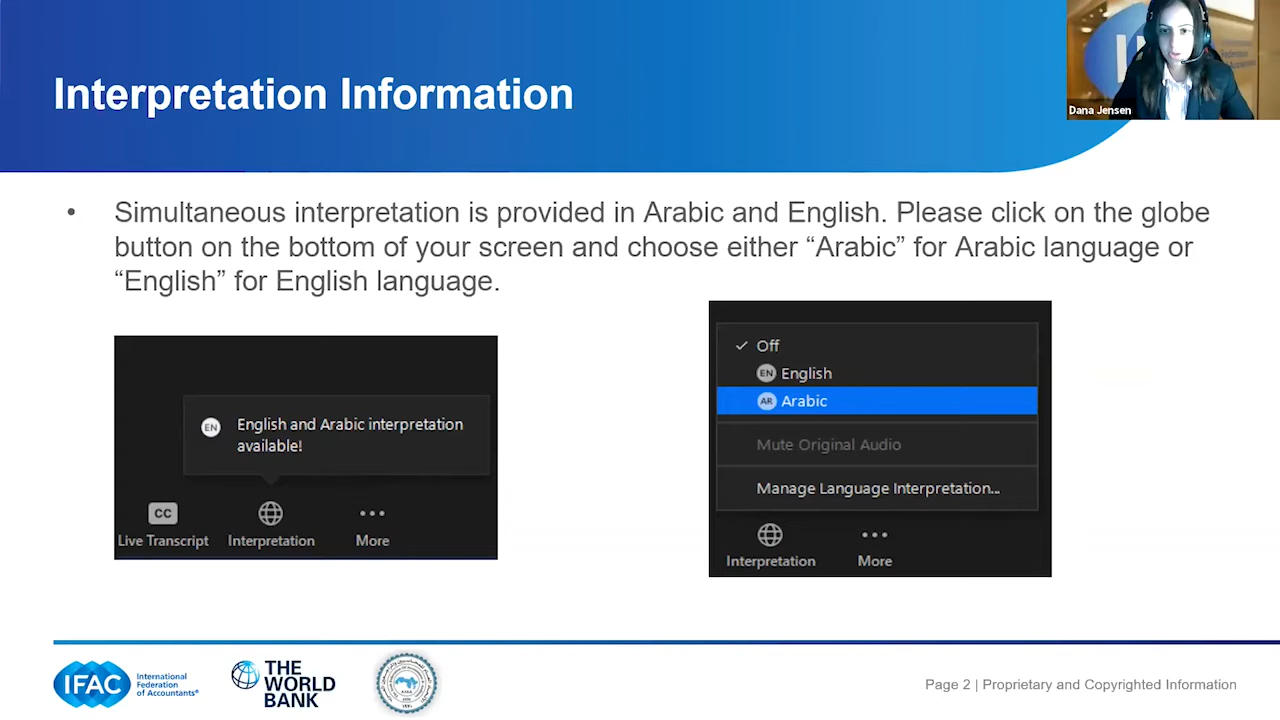 Interpretation Information
Dana Jensen
• Simultaneous interpretation is provided in Arabic and English. Please click on the globe
button on the bottom of your screen and choose either “Arabic” for Arabic language or
“English” for English language.
EN English and Arabic interpretation
available!
CC
Live Transcript Interpretation More
Off
EN English
AR Arabic
Mute Original Audio
Manage Language Interpretation...
Interpretation More
IFAC
International
Federation
of Accountants®
THE
WORLD
BANK
Page 2 | Proprietary and Copyrighted Information